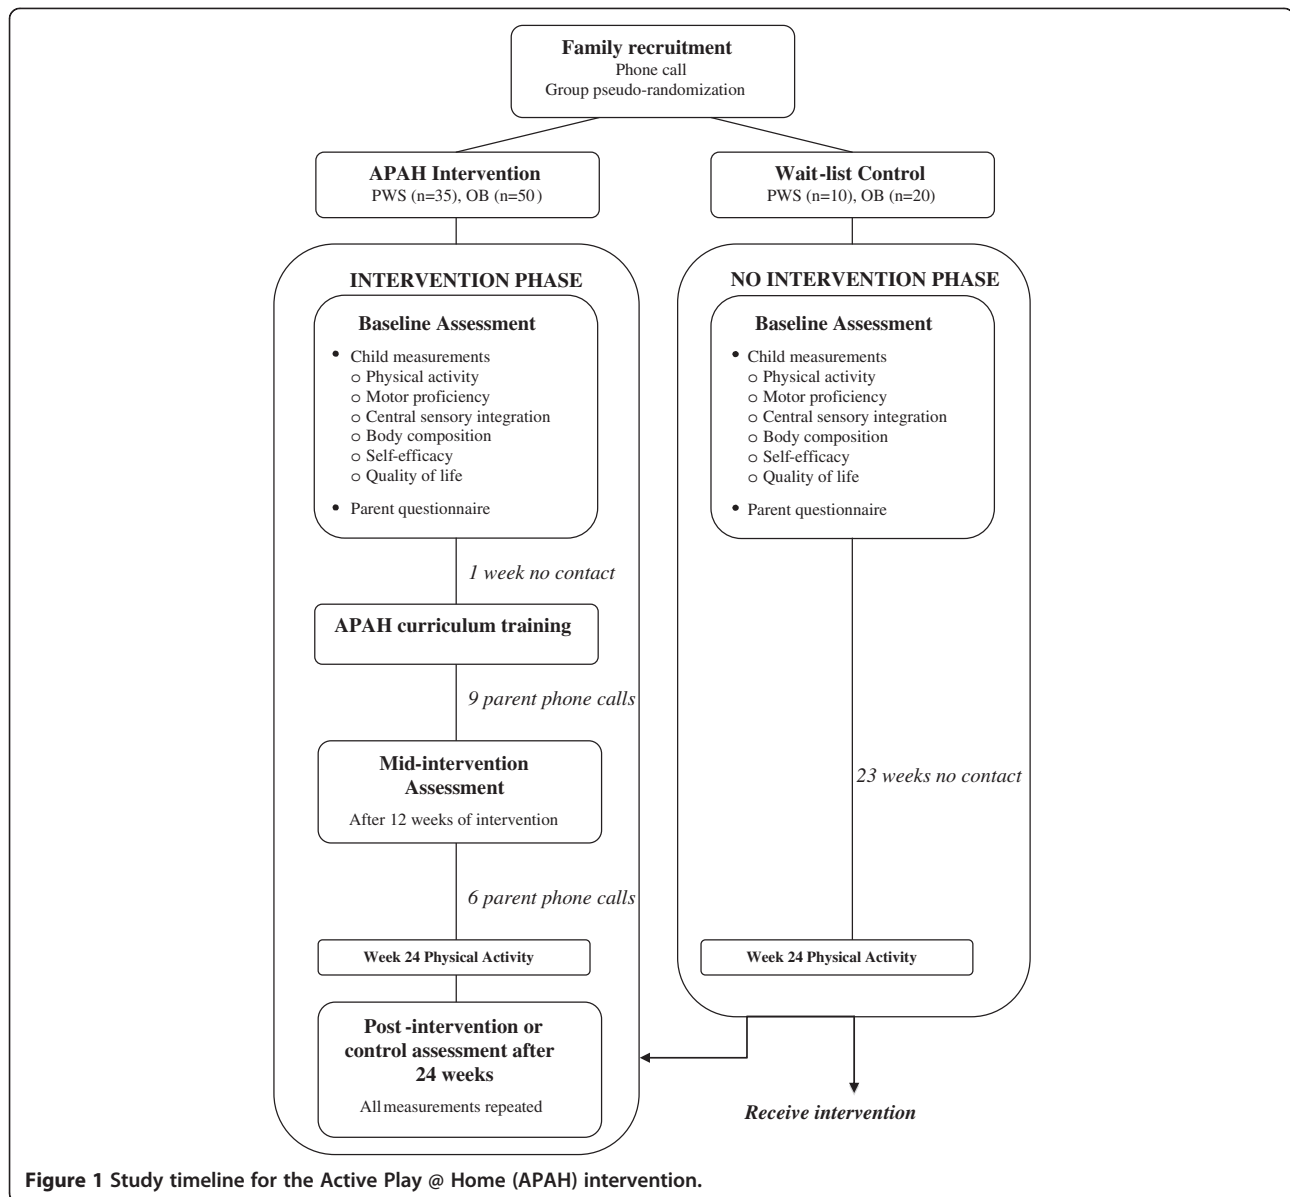 Family recruitment
Phone call
Group pseudo-randomization
APAH Intervention
PWS (n=35), OB (n=50 )
Wait-list Control
PWS (n=10), OB (n=20)
INTERVENTION PHASE
Baseline Assessment
• Child measurements
o Physical activity
o Motor proficiency
o Central sensory integration
o Body composition
o Self-efficacy
o Quality of life
• Parent questionnaire
1 week no contact
APAH curriculum training
9 parent phone calls
Mid-intervention
Assessment
After 12 weeks of intervention
6 parent phone calls
Week 24 Physical Activity
Post-intervention or
control assessment after
24 weeks
All measurements repeated
NO INTERVENTION PHASE
Baseline Assessment
• Child measurements
o Physical activity
o Motor proficiency
o Central sensory integration
o Body composition
o Self-efficacy
o Quality of life
• Parent questionnaire
23 weeks no contact
Week 24 Physical Activity
Receive intervention
Figure 1 Study timeline for the Active Play @ Home (APAH) intervention.